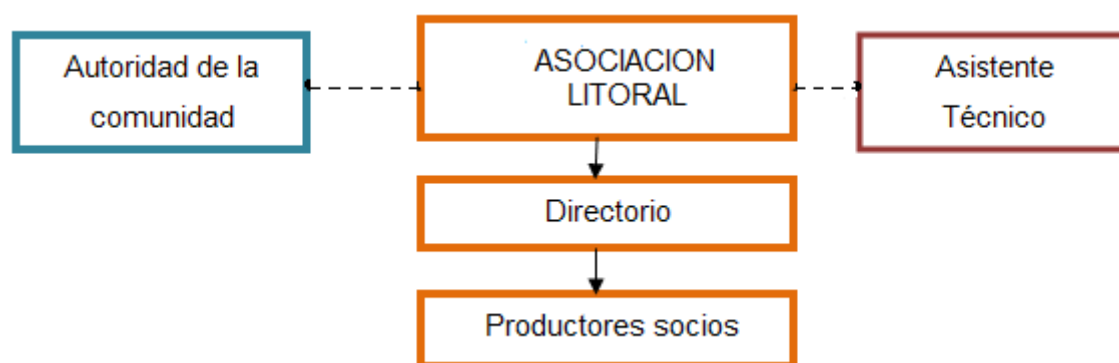 Autoridad de la
comunidad
ASOCIACION
LITORAL
Asistente
Técnico
Directorio
Productores socios